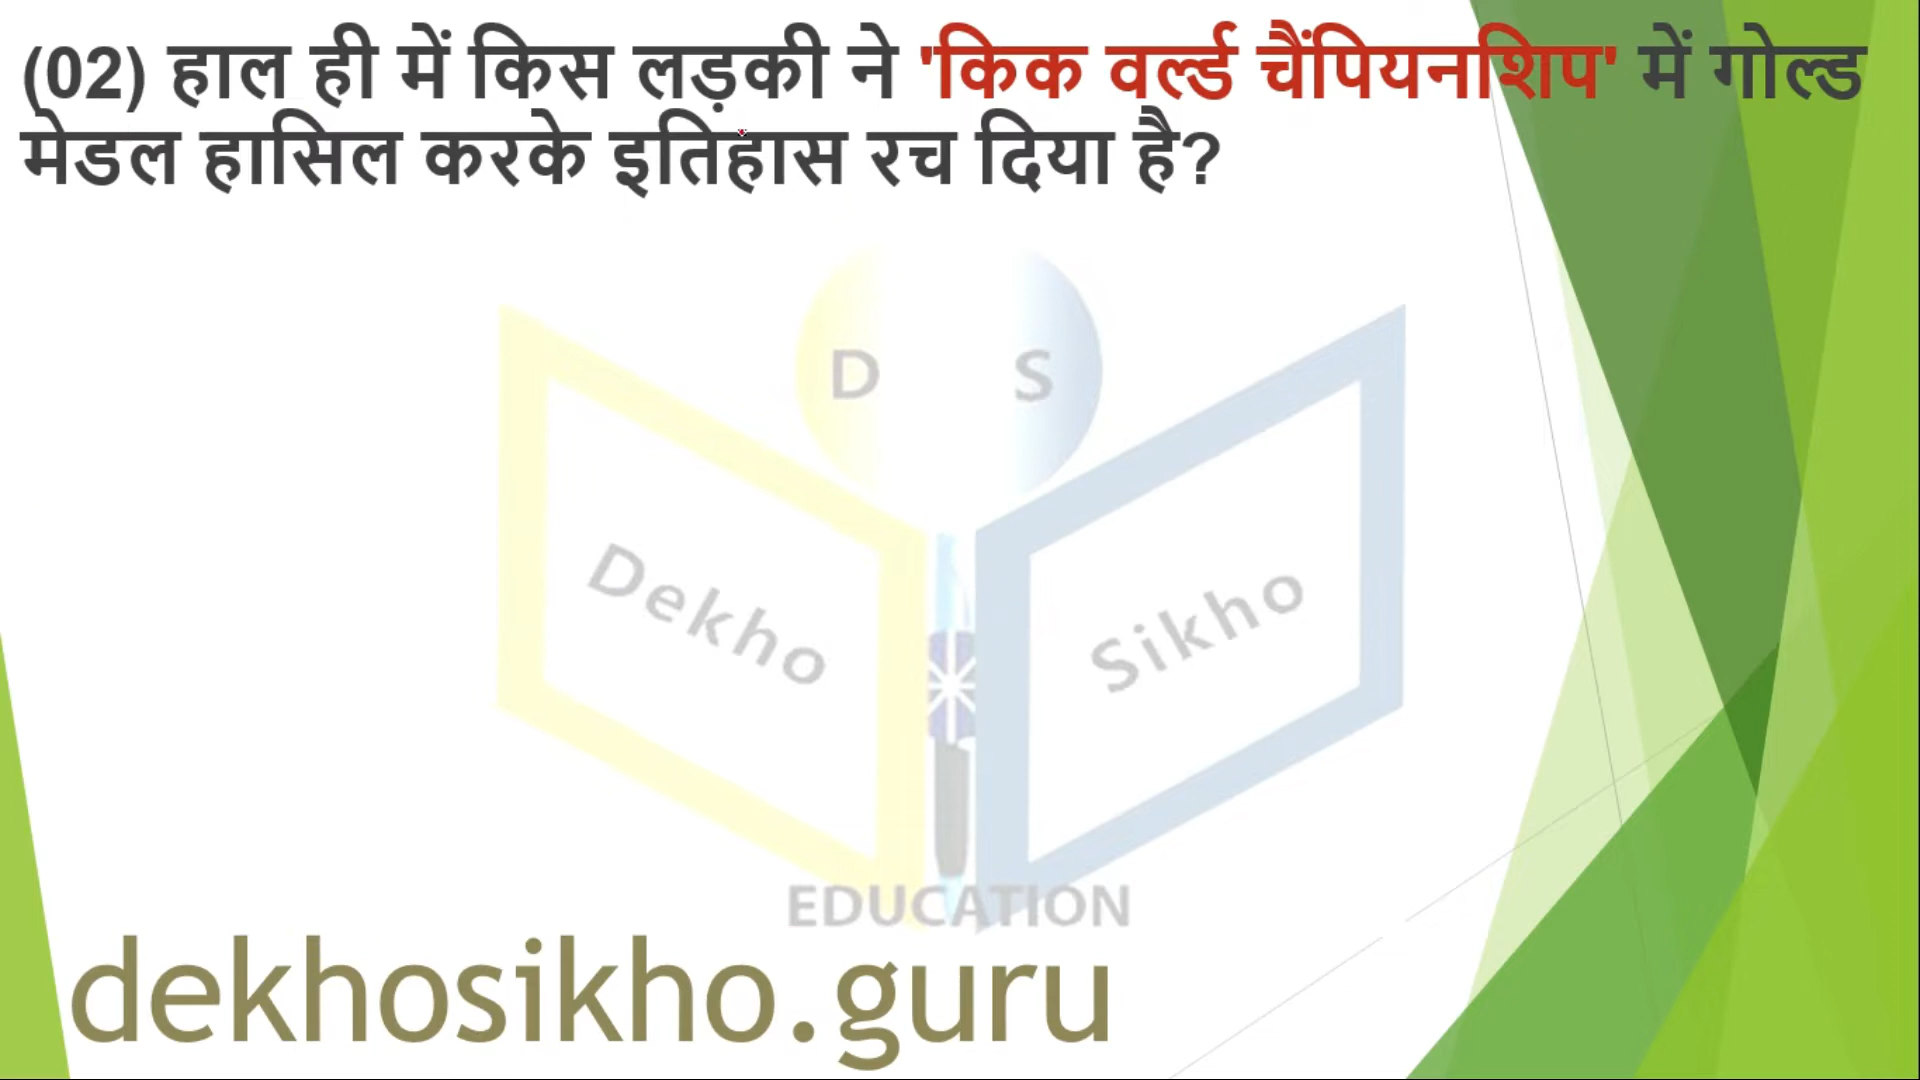 (02) हाल ही में किस लड़की ने 'किक वर्ल्ड चैंपियनशिप' में गोल्ड
मेडल हासिल करके इतिहास रच दिया है?
D S
Dekho Sikho
EDUCATION
dekhosikho.guru